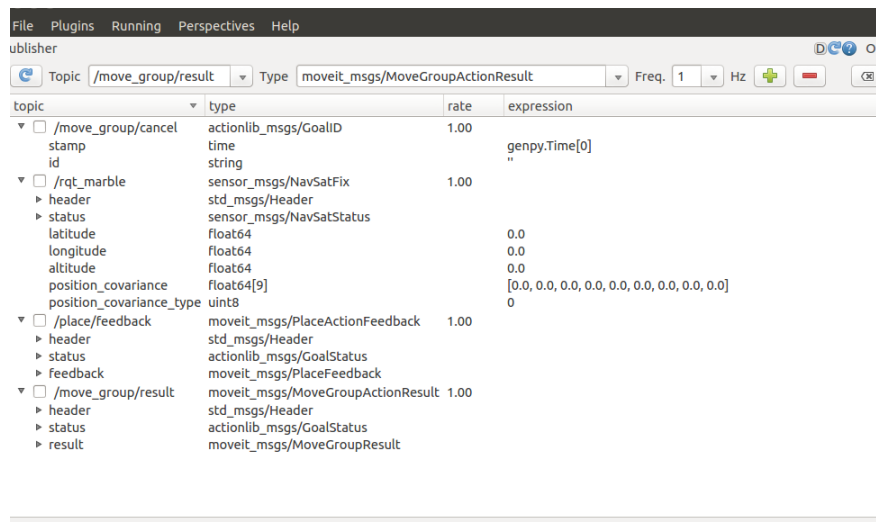 File Plugins Running Perspectives Help
ublisher D ? O
Topic /move_group/result Type moveit_msgs/MoveGroupActionResult Freq. 1 Hz
topic type rate expression
/move_group/cancel actionlib_msgs/GoalID 1.00
stamp time genpy.Time[0]
id string ''
/rqt_marble sensor_msgs/NavSatFix 1.00
header std_msgs/Header
status sensor_msgs/NavSatStatus
latitude float64 0.0
longitude float64 0.0
altitude float64 0.0
position_covariance float64[9] [0.0, 0.0, 0.0, 0.0, 0.0, 0.0, 0.0, 0.0, 0.0]
position_covariance_type uint8 0
/place/feedback moveit_msgs/PlaceActionFeedback 1.00
header std_msgs/Header
status actionlib_msgs/GoalStatus
feedback moveit_msgs/PlaceFeedback
/move_group/result moveit_msgs/MoveGroupActionResult 1.00
header std_msgs/Header
status actionlib_msgs/GoalStatus
result moveit_msgs/MoveGroupResult